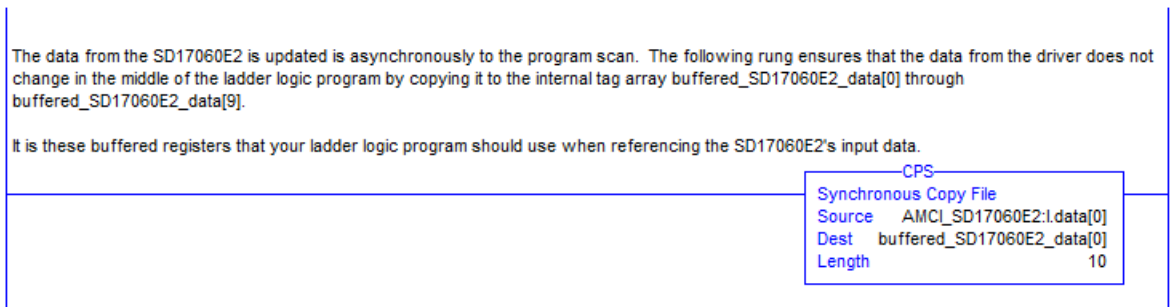 The data from the SD17060E2 is updated is asynchronously to the program scan.  The following rung ensures that the data from the driver does not
change in the middle of the ladder logic program by copying it to the internal tag array buffered_SD17060E2_data[0] through
buffered_SD17060E2_data[9].
It is these buffered registers that your ladder logic program should use when referencing the SD17060E2's input data.
CPS
Synchronous Copy File
Source AMCI_SD17060E2:I.data[0]
Dest buffered_SD17060E2_data[0]
Length 10